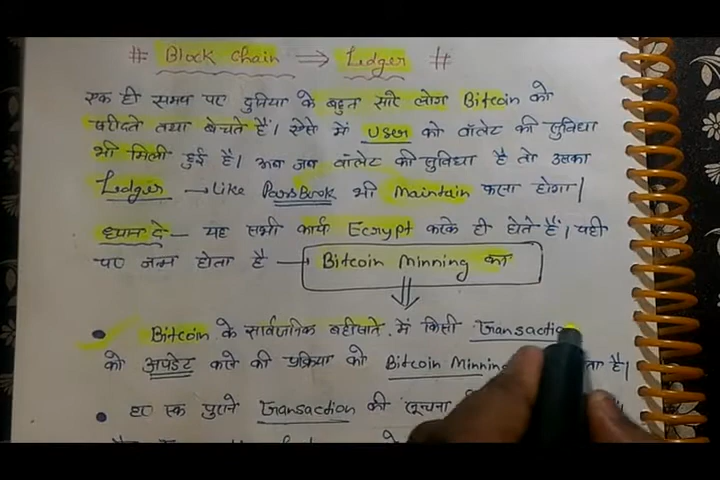 # Block Chain ⇒ Ledger #
एक ही समय पर दुनिया के बहुत सारे लोग Bitcoin को
खरीदते तथा बेचते हैं। ऐसे में User को वॉलेट की सुविधा
भी मिली हुई है। अब जब वॉलेट की सुविधा है तो उसका
Ledger → Like PassBook भी Maintain करना होगा|
ध्यान दे — यह सभी कार्य Ecrypt करके ही होते हैं। यही
पर जन्म होता है → Bitcoin Minning का
• Bitcoin के सार्वजनिक बहीखाते में किसी Transactio
को अपडेट करने की प्रक्रिया को Bitcoin Minning है|
• हर एक पुराने Transaction की सूचना